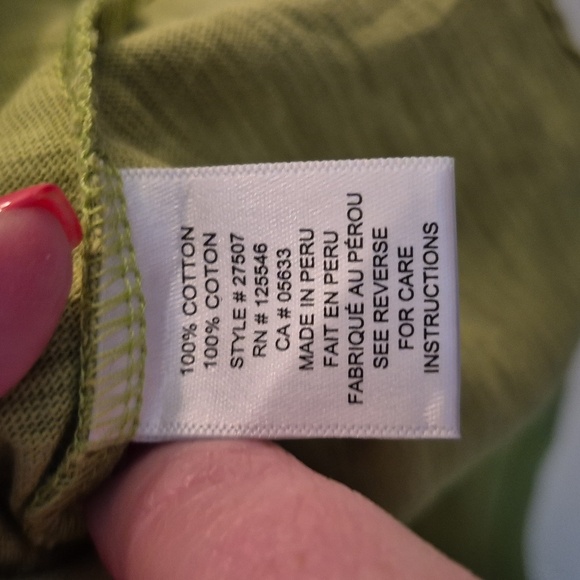 100% COTTON
100% COTON
STYLE # 27507
RN # 125546
CA # 05633
MADE IN PERU
FAIT EN PERU
FABRIQUÉ AU PÉROU
SEE REVERSE
FOR CARE
INSTRUCTIONS